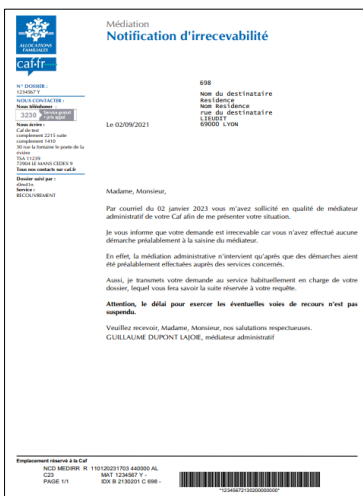 Médiation
Notification d'irrecevabilité
ALLOCATIONS
FAMILIALES
caf.fr
N° DOSSIER :
1234567 Y
NOUS CONTACTER :
Nous téléphoner
3230 Service gratuit
+ prix appel
Nous écrire :
Caf de test
complement 2215 suite
complement 1410
30 rue la fontaine le poste de la
rivière
TSA 11239
72904 LE MANS CEDEX 9
Tous nos contacts sur caf.fr
Dossier suivi par :
Service :
RECOUVREMENT
698
Nom du destinataire
Residence
Nom Residence
rue du destinataire
LIEUDIT
69000 LYON
Le 02/09/2021
Madame, Monsieur,
Par courriel du 02 janvier 2023 vous m'avez sollicité en qualité de médiateur
administratif de votre Caf afin de me présenter votre situation.
Je vous informe que votre demande est irrecevable car vous n'avez effectué aucune
démarche préalablement à la saisine du médiateur.
En effet, la médiation administrative n'intervient qu'après que des démarches aient
été préalablement effectuées auprès des services concernés.
Aussi, je transmets votre demande au service habituellement en charge de votre
dossier, lequel vous fera savoir la suite réservée à votre requête.
Attention, le délai pour exercer les éventuelles voies de recours n'est pas
suspendu.
Veuillez recevoir, Madame, Monsieur, nos salutations respectueuses.
GUILLAUME DUPONT LAJOIE, médiateur administratif
Emplacement réservé à la Caf
NCD MEDIRR R 110120231703 440000 AL
C23 MAT 1234567 Y -
PAGE 1/1 IDX B 2130201 C 698 -